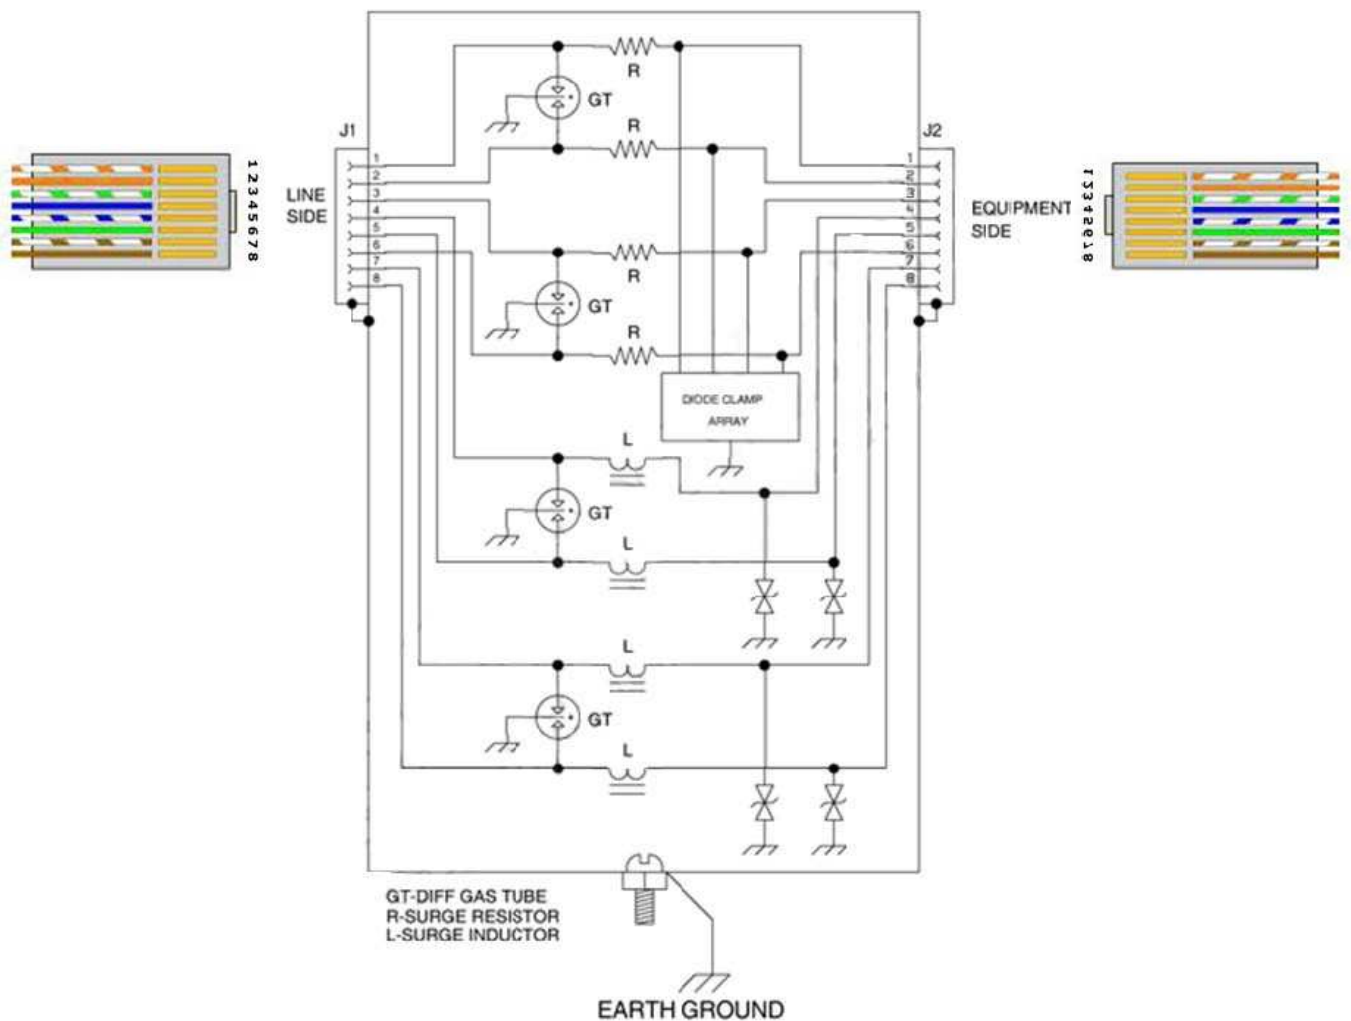 R
GT
R
J1
J2
1
2
3
4
5
6
7
8
1
2
3
4
5
6
7
8
12345678
LINE
SIDE
EQUIPMENT
SIDE
12345678
R
GT
R
DIODE CLAMP
ARRAY
L
GT
L
L
GT
L
GT-DIFF GAS TUBE
R-SURGE RESISTOR
L-SURGE INDUCTOR
EARTH GROUND